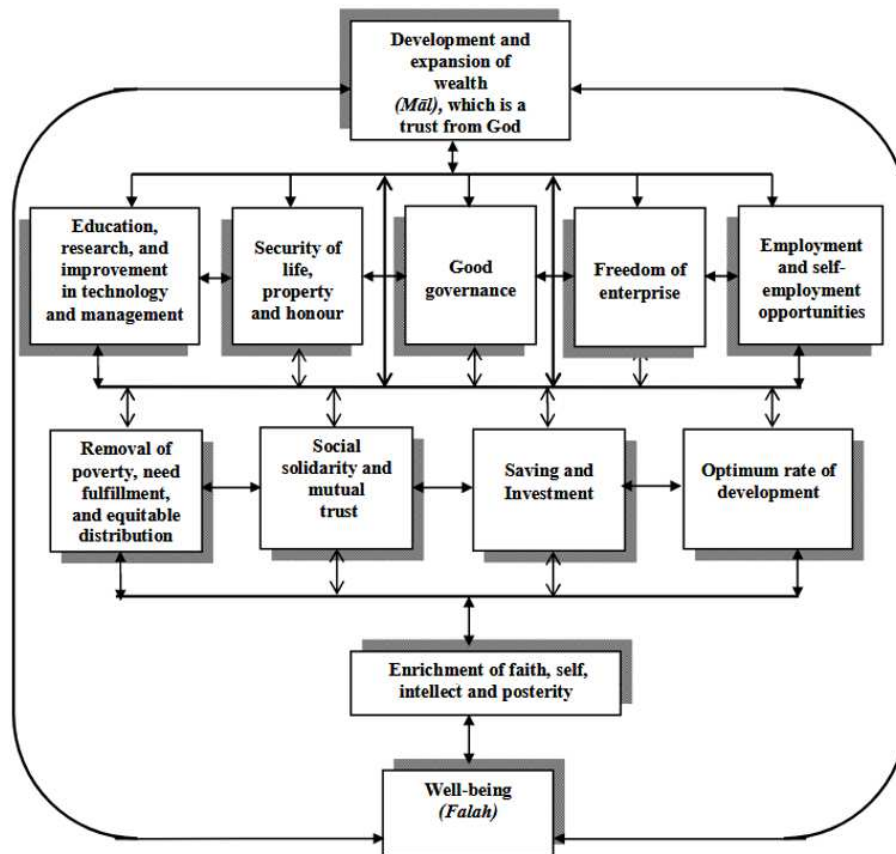 Development and
expansion of
wealth
(Māl), which is a
trust from God
Education,
research, and
improvement
in technology
and management
Security of
life,
property
and honour
Good
governance
Freedom of
enterprise
Employment
and self-
employment
opportunities
Removal of
poverty, need
fulfillment,
and equitable
distribution
Social
solidarity and
mutual
trust
Saving and
Investment
Optimum rate of
development
Enrichment of faith, self,
intellect and posterity
Well-being
(Falah)